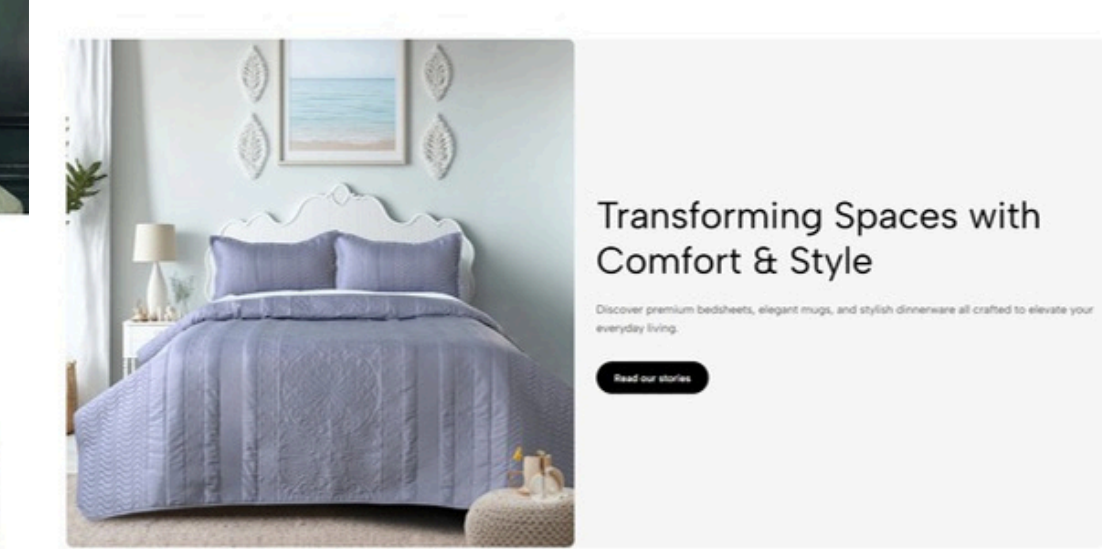 Transforming Spaces with
Comfort & Style
Discover premium bedsheets, elegant mugs, and stylish dinnerware all crafted to elevate your
everyday living.
Read our stories